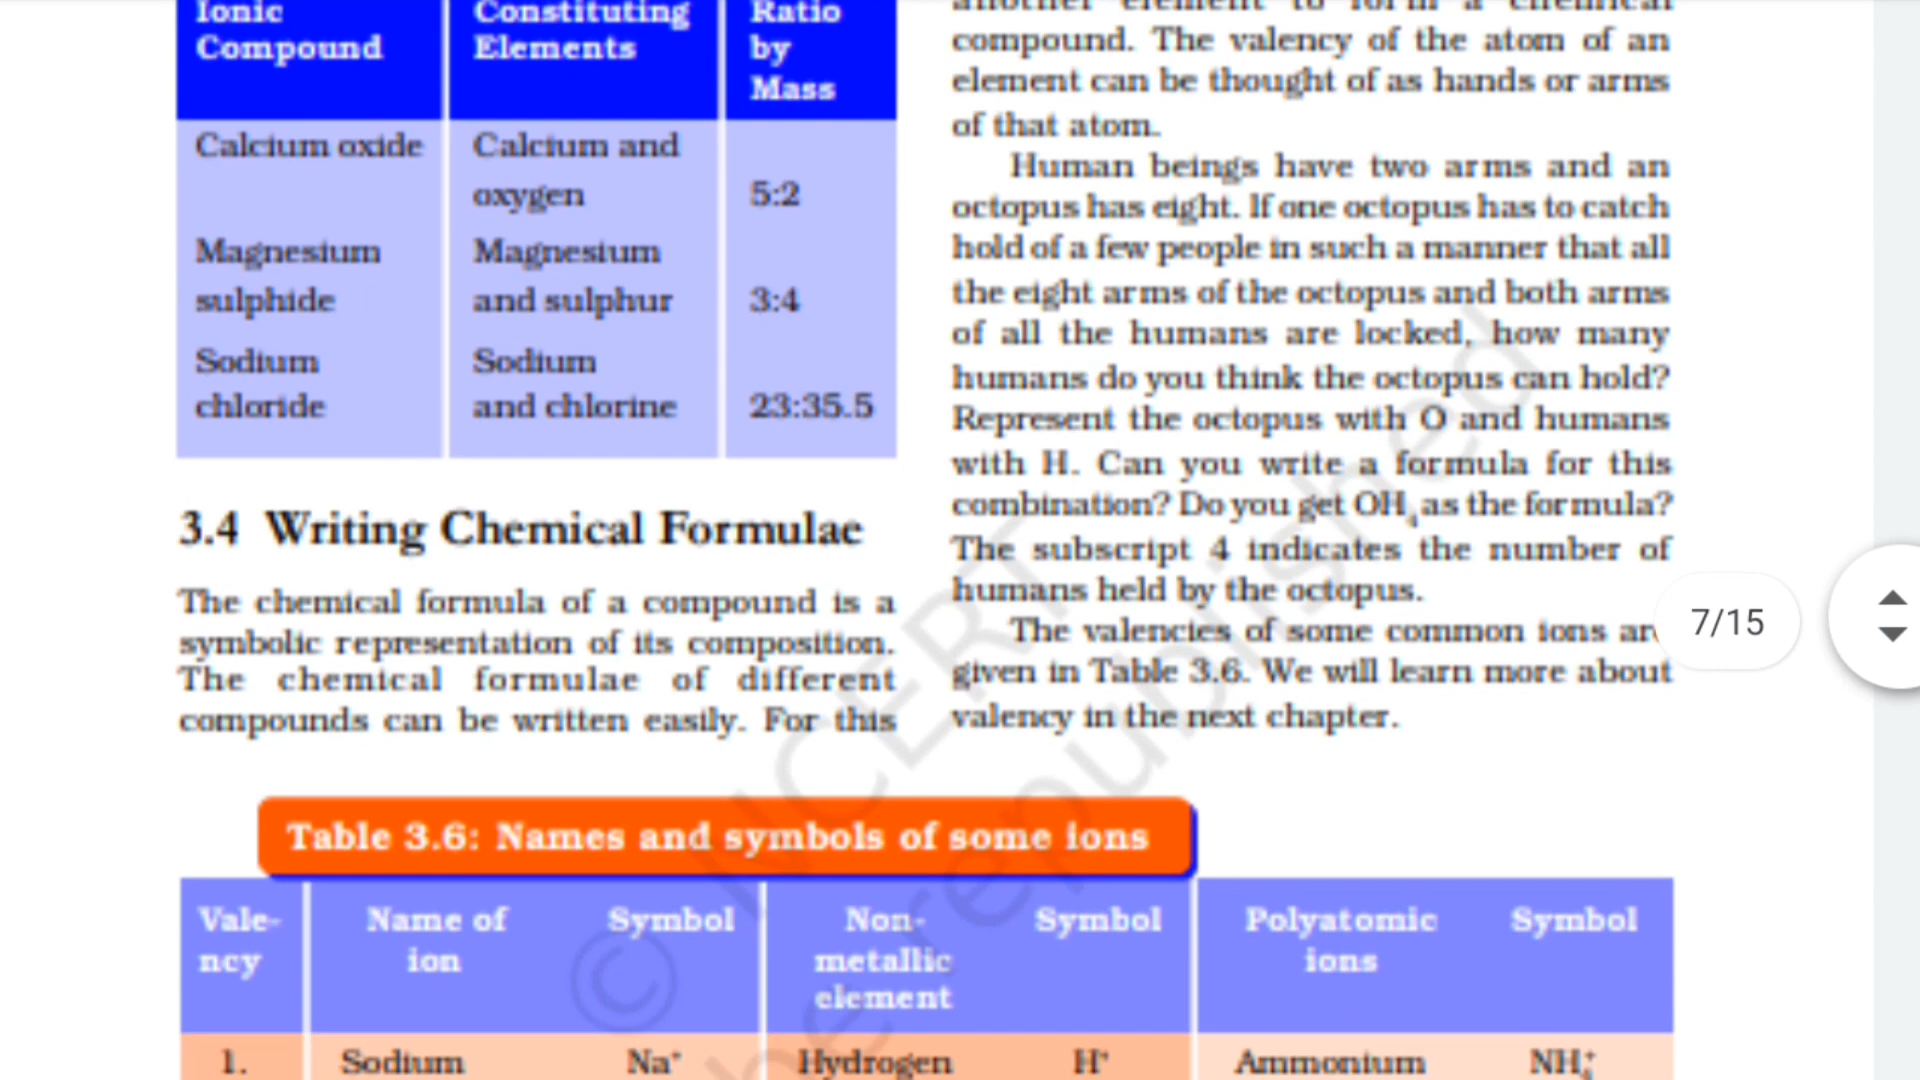 Ionic Compound
Constituting Elements
Ratio by Mass
Calcium oxide
Calcium and oxygen
5:2
Magnesium sulphide
Magnesium and sulphur
3:4
Sodium chloride
Sodium and chlorine
23:35.5
3.4 Writing Chemical Formulae
The chemical formula of a compound is a
symbolic representation of its composition.
The chemical formulae of different
compounds can be written easily. For this
another element to form a chemical
compound. The valency of the atom of an
element can be thought of as hands or arms
of that atom.
Human beings have two arms and an
octopus has eight. If one octopus has to catch
hold of a few people in such a manner that all
the eight arms of the octopus and both arms
of all the humans are locked, how many
humans do you think the octopus can hold?
Represent the octopus with O and humans
with H. Can you write a formula for this
combination? Do you get OH₄ as the formula?
The subscript 4 indicates the number of
humans held by the octopus.
The valencies of some common ions are
given in Table 3.6. We will learn more about
valency in the next chapter.
7/15
Table 3.6: Names and symbols of some ions
Vale-
ncy
Name of
ion
Symbol
Non-
metallic
element
Symbol
Polyatomic
ions
Symbol
1. Sodium Na⁺ Hydrogen H⁺ Ammonium NH₄⁺
© NCERT
be republished